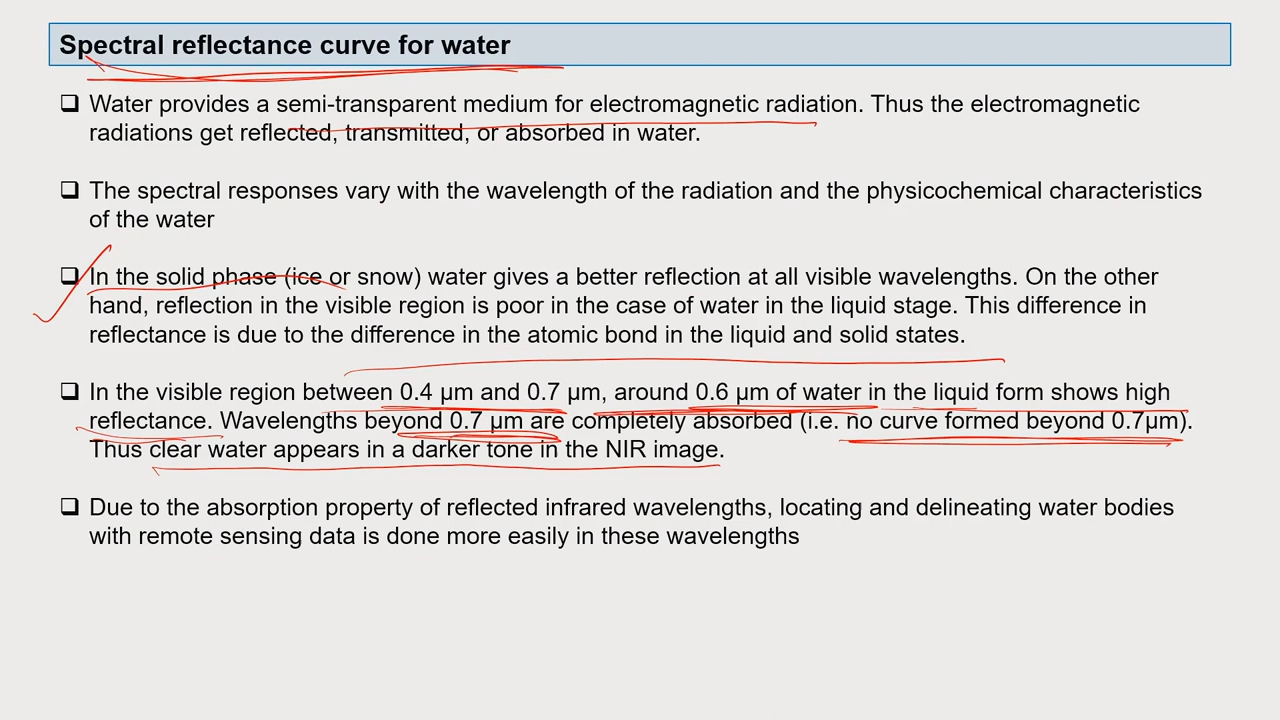 Spectral reflectance curve for water
❑ Water provides a semi-transparent medium for electromagnetic radiation. Thus the electromagnetic
radiations get reflected, transmitted, or absorbed in water.
❑ The spectral responses vary with the wavelength of the radiation and the physicochemical characteristics
of the water
❑ In the solid phase (ice or snow) water gives a better reflection at all visible wavelengths. On the other
hand, reflection in the visible region is poor in the case of water in the liquid stage. This difference in
reflectance is due to the difference in the atomic bond in the liquid and solid states.
❑ In the visible region between 0.4 μm and 0.7 μm, around 0.6 μm of water in the liquid form shows high
reflectance. Wavelengths beyond 0.7 μm are completely absorbed (i.e. no curve formed beyond 0.7μm).
Thus clear water appears in a darker tone in the NIR image.
❑ Due to the absorption property of reflected infrared wavelengths, locating and delineating water bodies
with remote sensing data is done more easily in these wavelengths